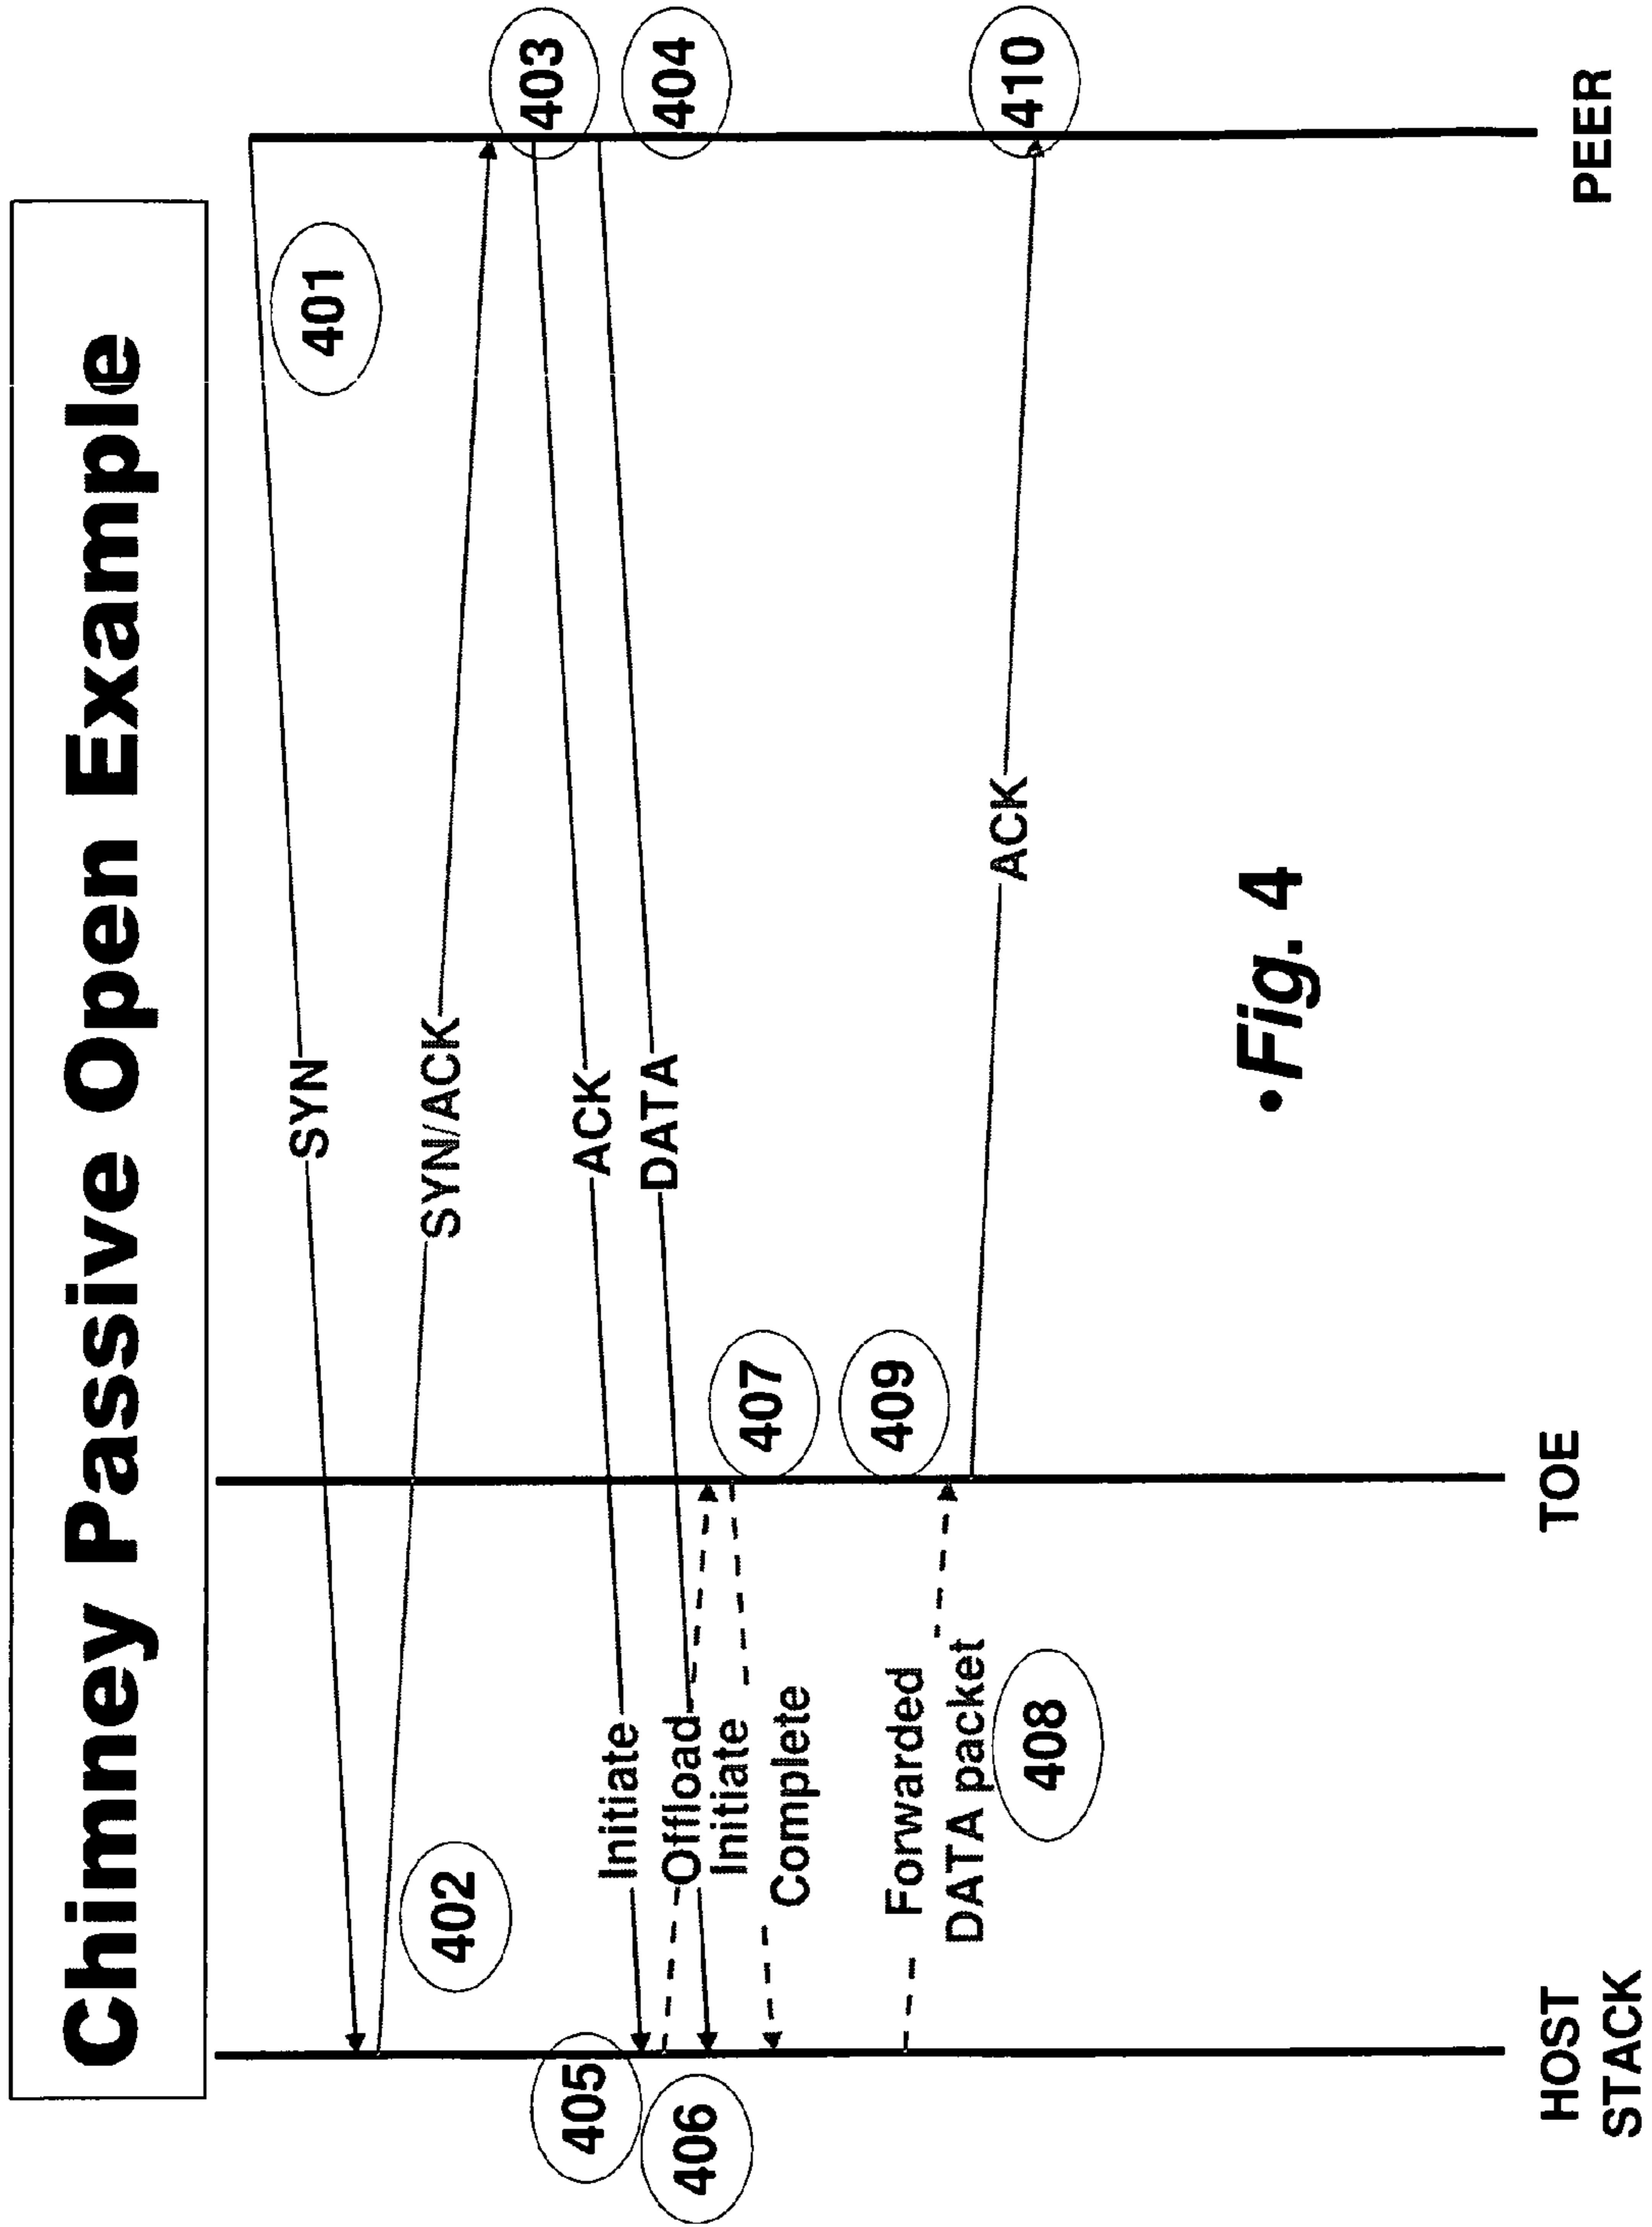 Chimney Passive Open Example
SYN
401
402
SYN/ACK
403
404
405
Initiate
ACK
406
Offload
DATA
Initiate
407
Complete
409
Forwarded
DATA packet
408
ACK
410
•Fig. 4
HOST
STACK
TOE
PEER